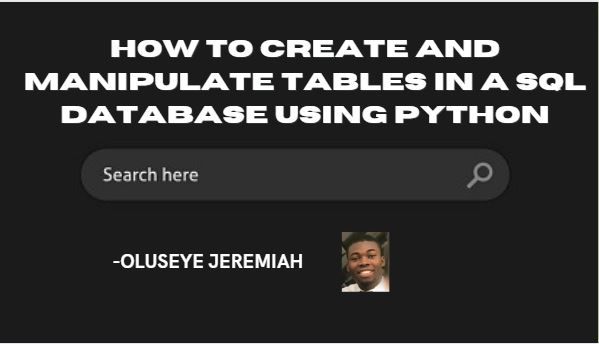 HOW TO CREATE AND
MANIPULATE TABLES IN A SQL
DATABASE USING PYTHON
Search here
-OLUSEYE JEREMIAH